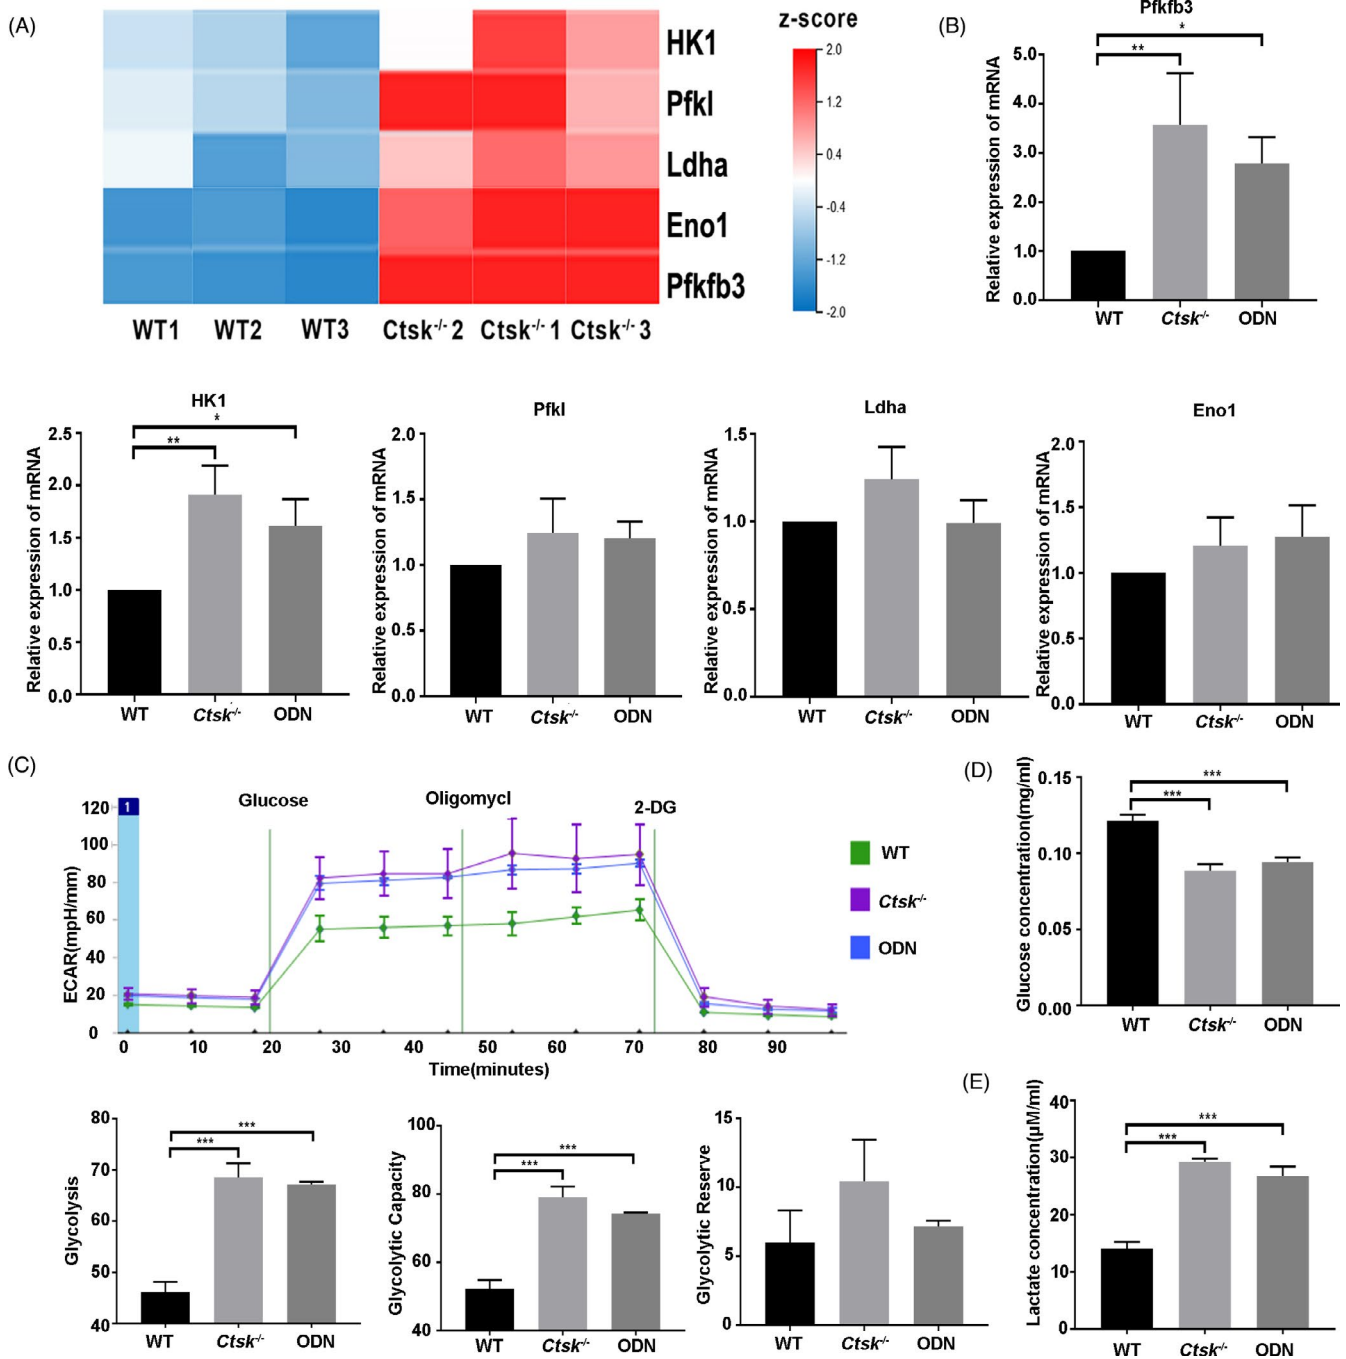 (A)
z-score
HK1
Pfkl
Ldha
Eno1
Pfkfb3
2.0
1.2
0.4
-0.4
-1.2
-2.0
WT1 WT2 WT3 Ctsk-/- 2 Ctsk-/- 1 Ctsk-/- 3
(B)
Pfkfb3
*
**
Relative expression of mRNA
5.0
4.0
3.0
2.0
1.0
0.0
WT Ctsk-/- ODN
HK1
*
**
Relative expression of mRNA
2.5
2.0
1.5
1.0
0.5
0.0
WT Ctsk-/- ODN
Pfkl
Relative expression of mRNA
2.0
1.5
1.0
0.5
0.0
WT Ctsk-/- ODN
Ldha
Relative expression of mRNA
1.5
1.0
0.5
0.0
WT Ctsk-/- ODN
Eno1
Relative expression of mRNA
2.0
1.5
1.0
0.5
0.0
WT Ctsk-/- ODN
(C)
1
Glucose
Oligomycl
2-DG
ECAR(mpH/mm)
120
100
80
60
40
20
0
0 10 20 30 40 50 60 70 80 90
Time(minutes)
WT
Ctsk-/-
ODN
(D)
***
***
Glucose concentration(mg/ml)
0.15
0.10
0.05
0.00
WT Ctsk-/- ODN
***
***
Glycolysis
80
70
60
50
40
WT Ctsk-/- ODN
***
***
Glycolytic Capacity
100
80
60
40
WT Ctsk-/- ODN
Glycolytic Reserve
15
10
5
0
WT Ctsk-/- ODN
(E)
***
***
Lactate concentration(µM/ml)
40
30
20
10
0
WT Ctsk-/- ODN